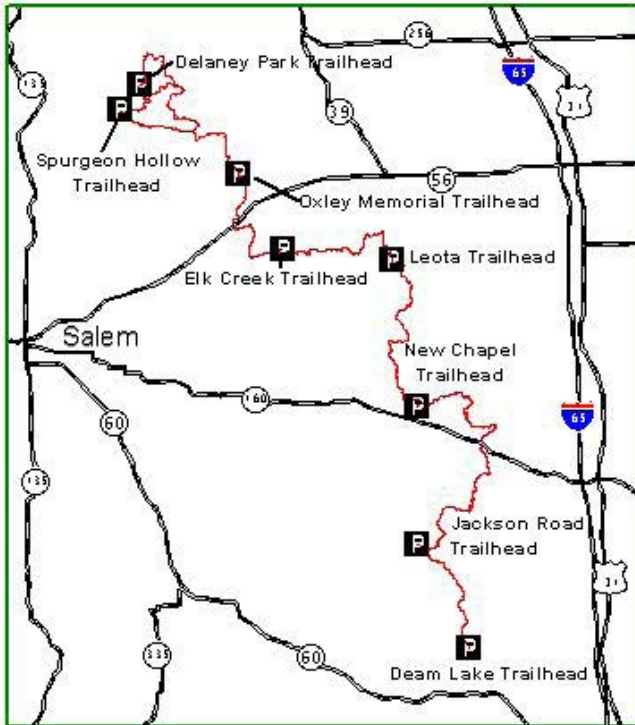 256
Delaney Park Trailhead
65
135
31
39
Spurgeon Hollow
Trailhead
P
P
P
56
Oxley Memorial Trailhead
P
P
Elk Creek Trailhead
Leota Trailhead
Salem
New Chapel
Trailhead
160
P
65
60
135
Jackson Road
Trailhead
P
31
P
335
60
Deam Lake Trailhead